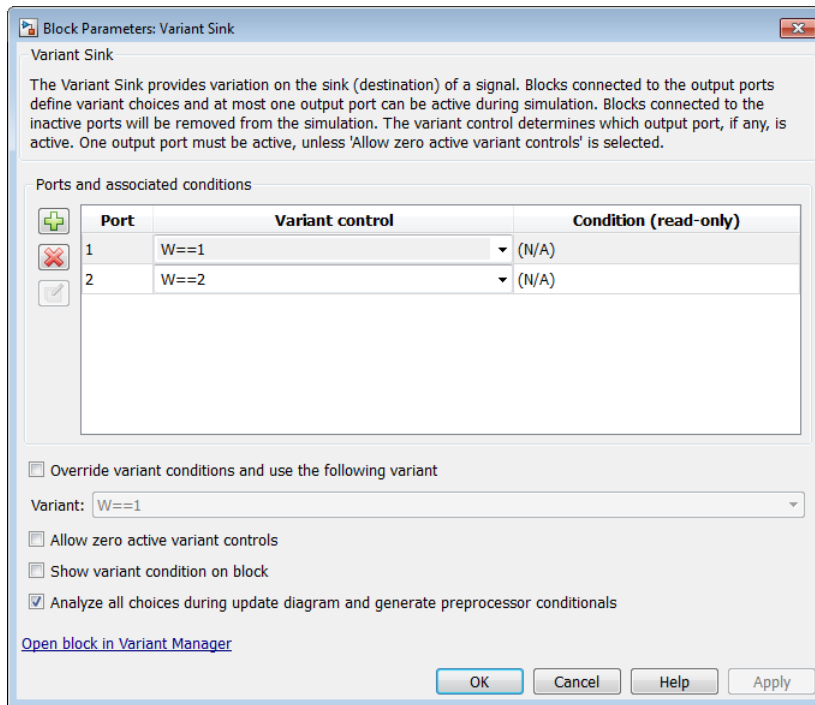 Block Parameters: Variant Sink
Variant Sink
The Variant Sink provides variation on the sink (destination) of a signal. Blocks connected to the output ports
define variant choices and at most one output port can be active during simulation. Blocks connected to the
inactive ports will be removed from the simulation. The variant control determines which output port, if any, is
active. One output port must be active, unless 'Allow zero active variant controls' is selected.
Ports and associated conditions
Port Variant control Condition (read-only)
1 W==1 (N/A)
2 W==2 (N/A)
Override variant conditions and use the following variant
Variant: W==1
Allow zero active variant controls
Show variant condition on block
Analyze all choices during update diagram and generate preprocessor conditionals
Open block in Variant Manager
OK Cancel Help Apply